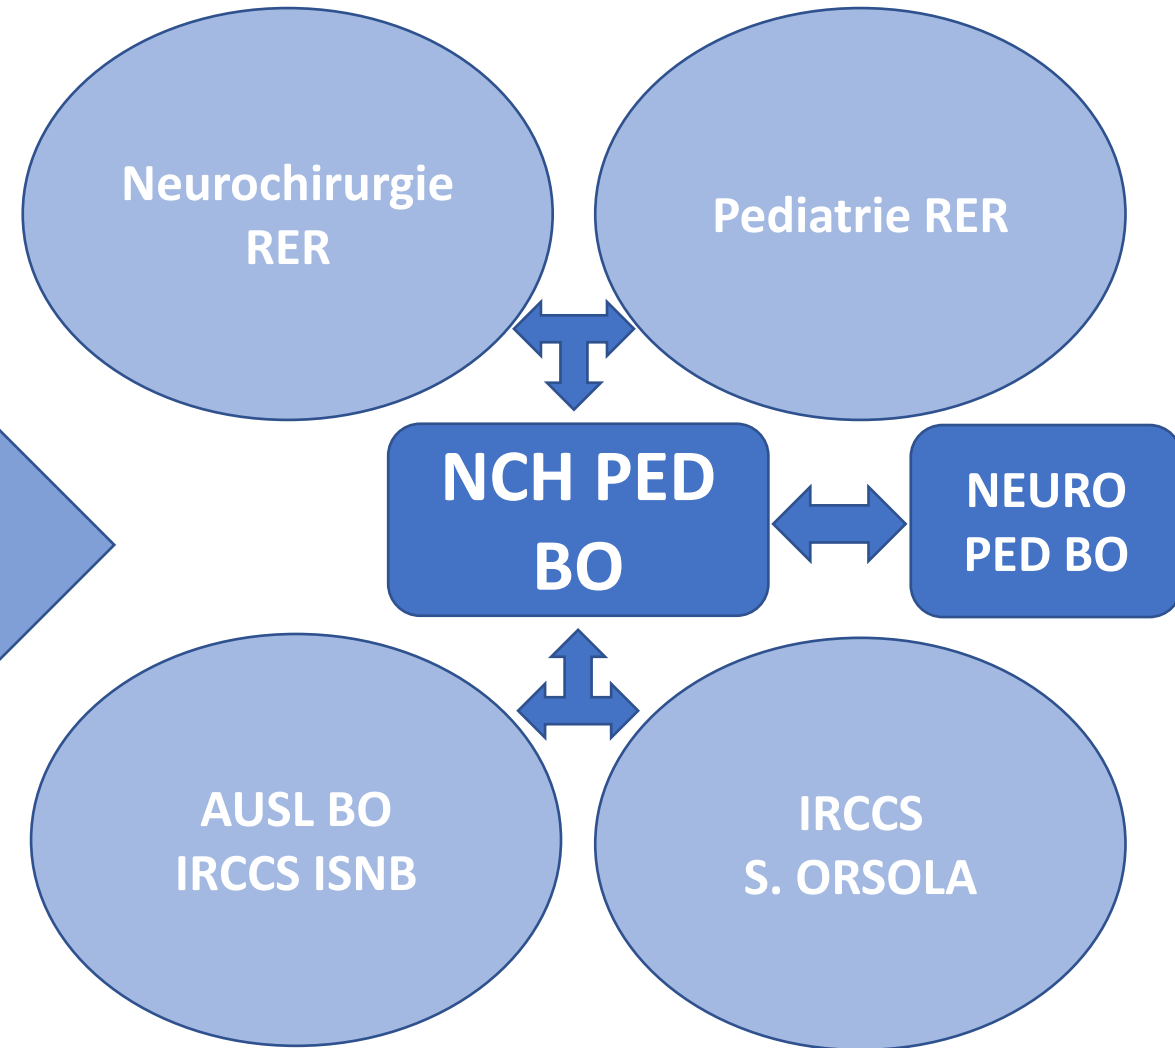 Neurochirurgie
RER
Pediatrie RER
NCH PED
BO
NEURO
PED BO
AUSL BO
IRCCS ISNB
IRCCS
S. ORSOLA